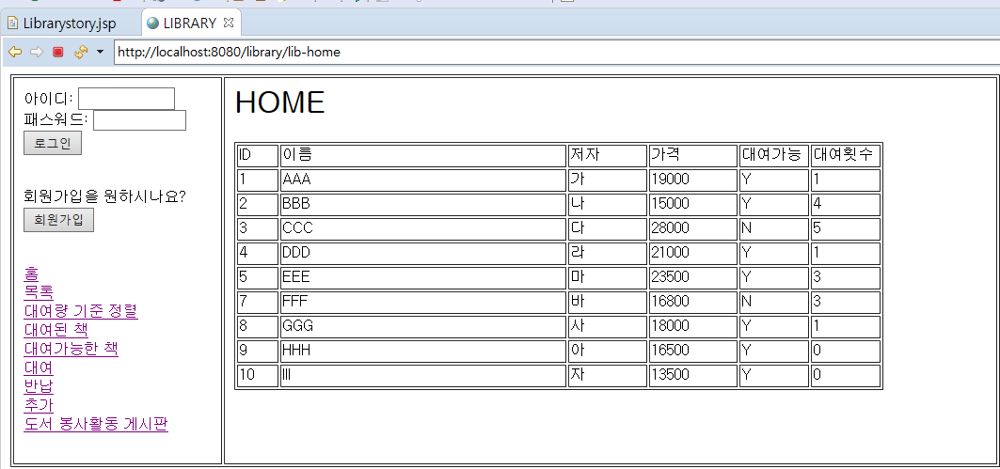 Librarystory.jsp LIBRARY
http://localhost:8080/library/lib-home
아이디:
패스워드:
로그인
회원가입을 원하시나요?
회원가입
홈
목록
대여량 기준 정렬
대여된 책
대여가능한 책
대여
반납
추가
도서 봉사활동 게시판
HOME
ID 이름 저자 가격 대여가능 대여횟수
1 AAA 가 19000 Y 1
2 BBB 나 15000 Y 4
3 CCC 다 28000 N 5
4 DDD 라 21000 Y 1
5 EEE 마 23500 Y 3
7 FFF 바 16800 N 3
8 GGG 사 18000 Y 1
9 HHH 아 16500 Y 0
10 III 자 13500 Y 0